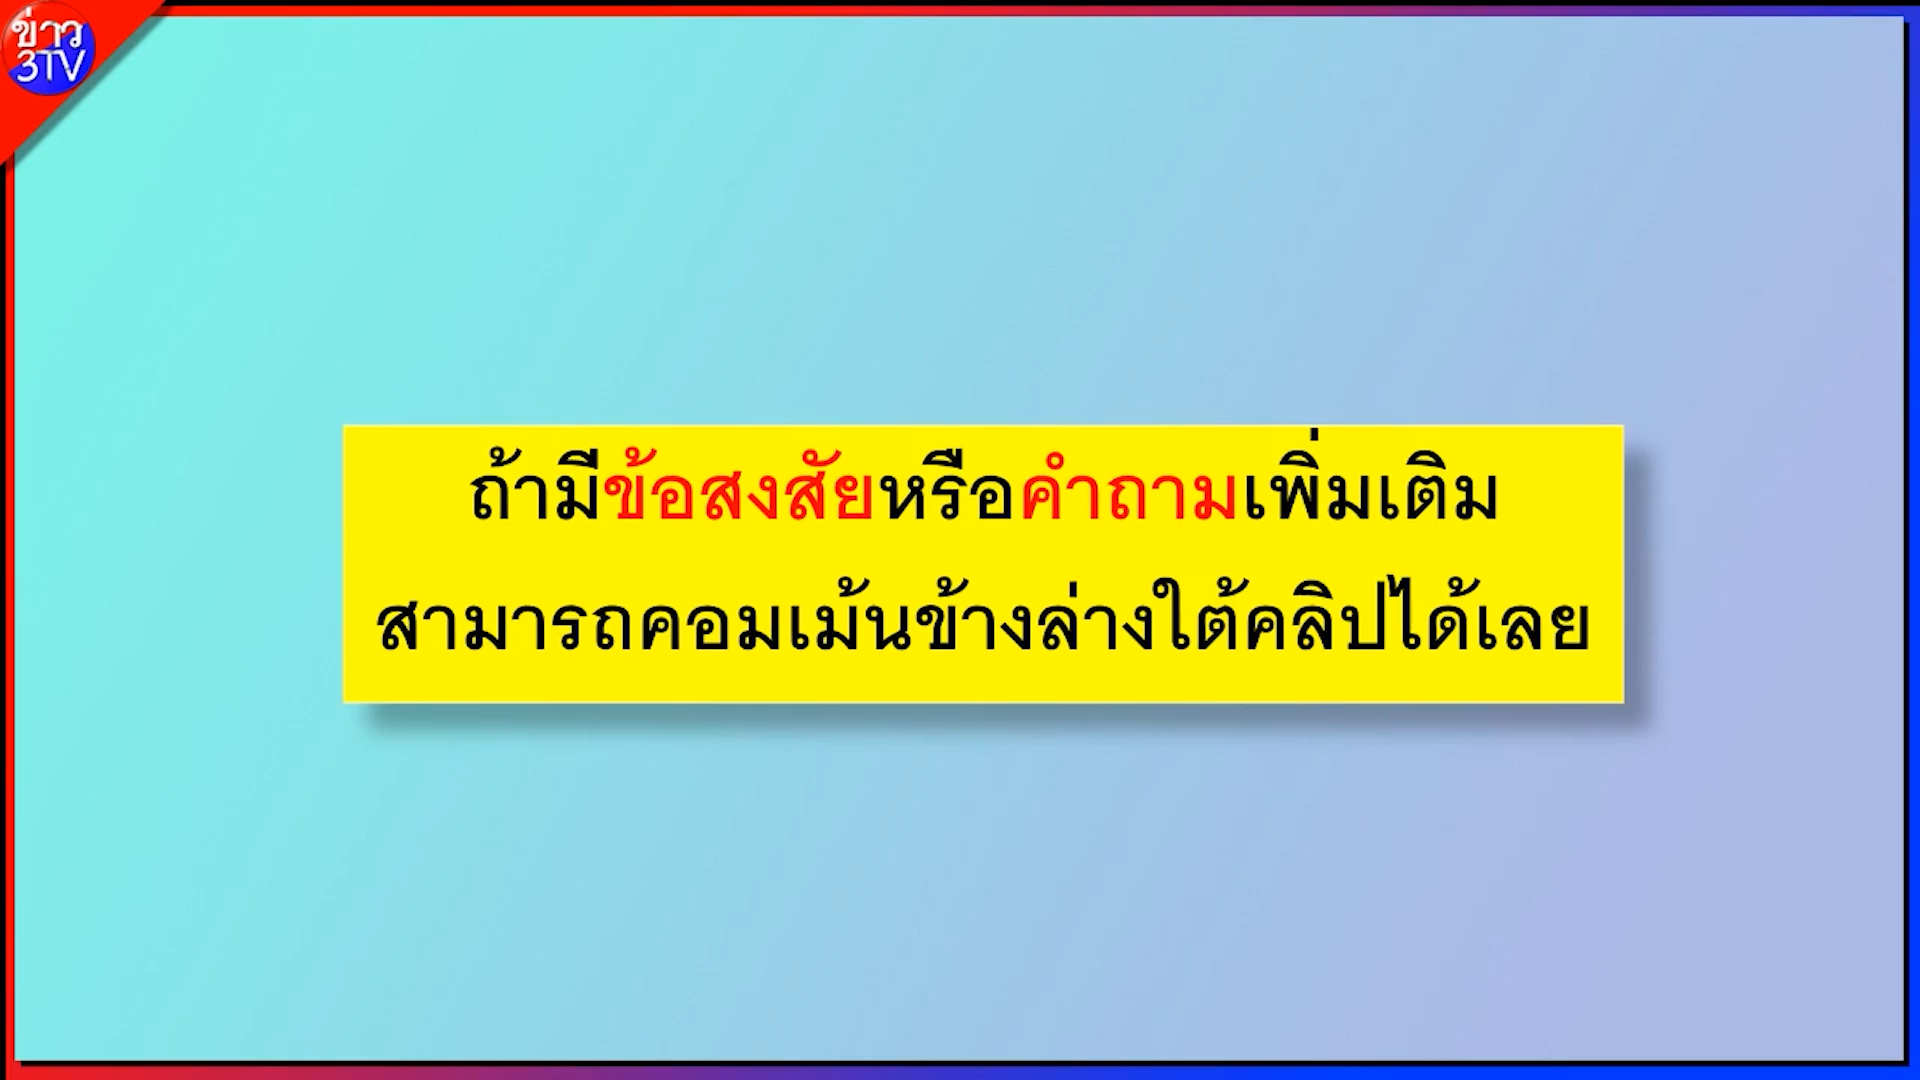 ข่าว
3TV
ถ้ามีข้อสงสัยหรือคำถามเพิ่มเติม
สามารถคอมเม้นข้างล่างใต้คลิปได้เลย